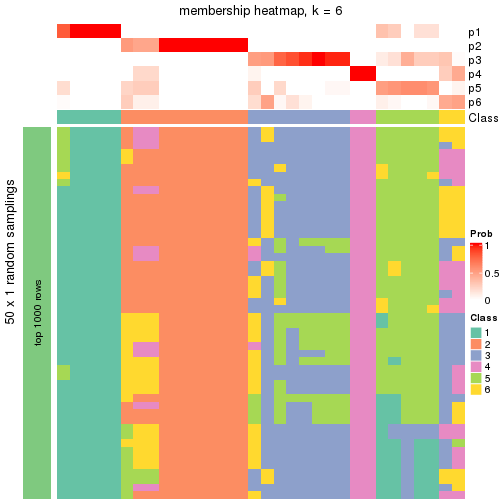 membership heatmap, k = 6
p1
p2
p3
p4
p5
p6
Class
50 x 1 random samplings
top 1000 rows
Prob
1
0.5
0
Class
1
2
3
4
5
6